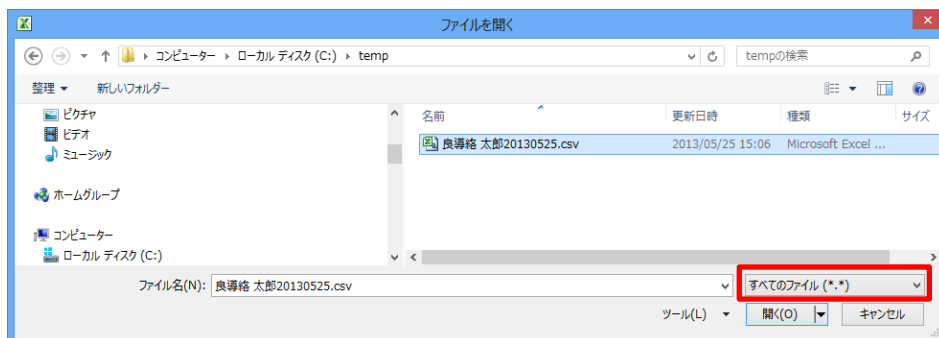 ファイルを開く
コンピューター ローカル ディスク (C:) temp
tempの検索
整理 新しいフォルダー
ピクチャ
ビデオ
ミュージック
ホームグループ
コンピューター
ローカル ディスク (C:)
名前 更新日時 種類 サイズ
良導絡 太郎20130525.csv 2013/05/25 15:06 Microsoft Excel ...
ファイル名(N): 良導絡 太郎20130525.csv すべてのファイル (*.*)
ツール(L) 開く(O) キャンセル